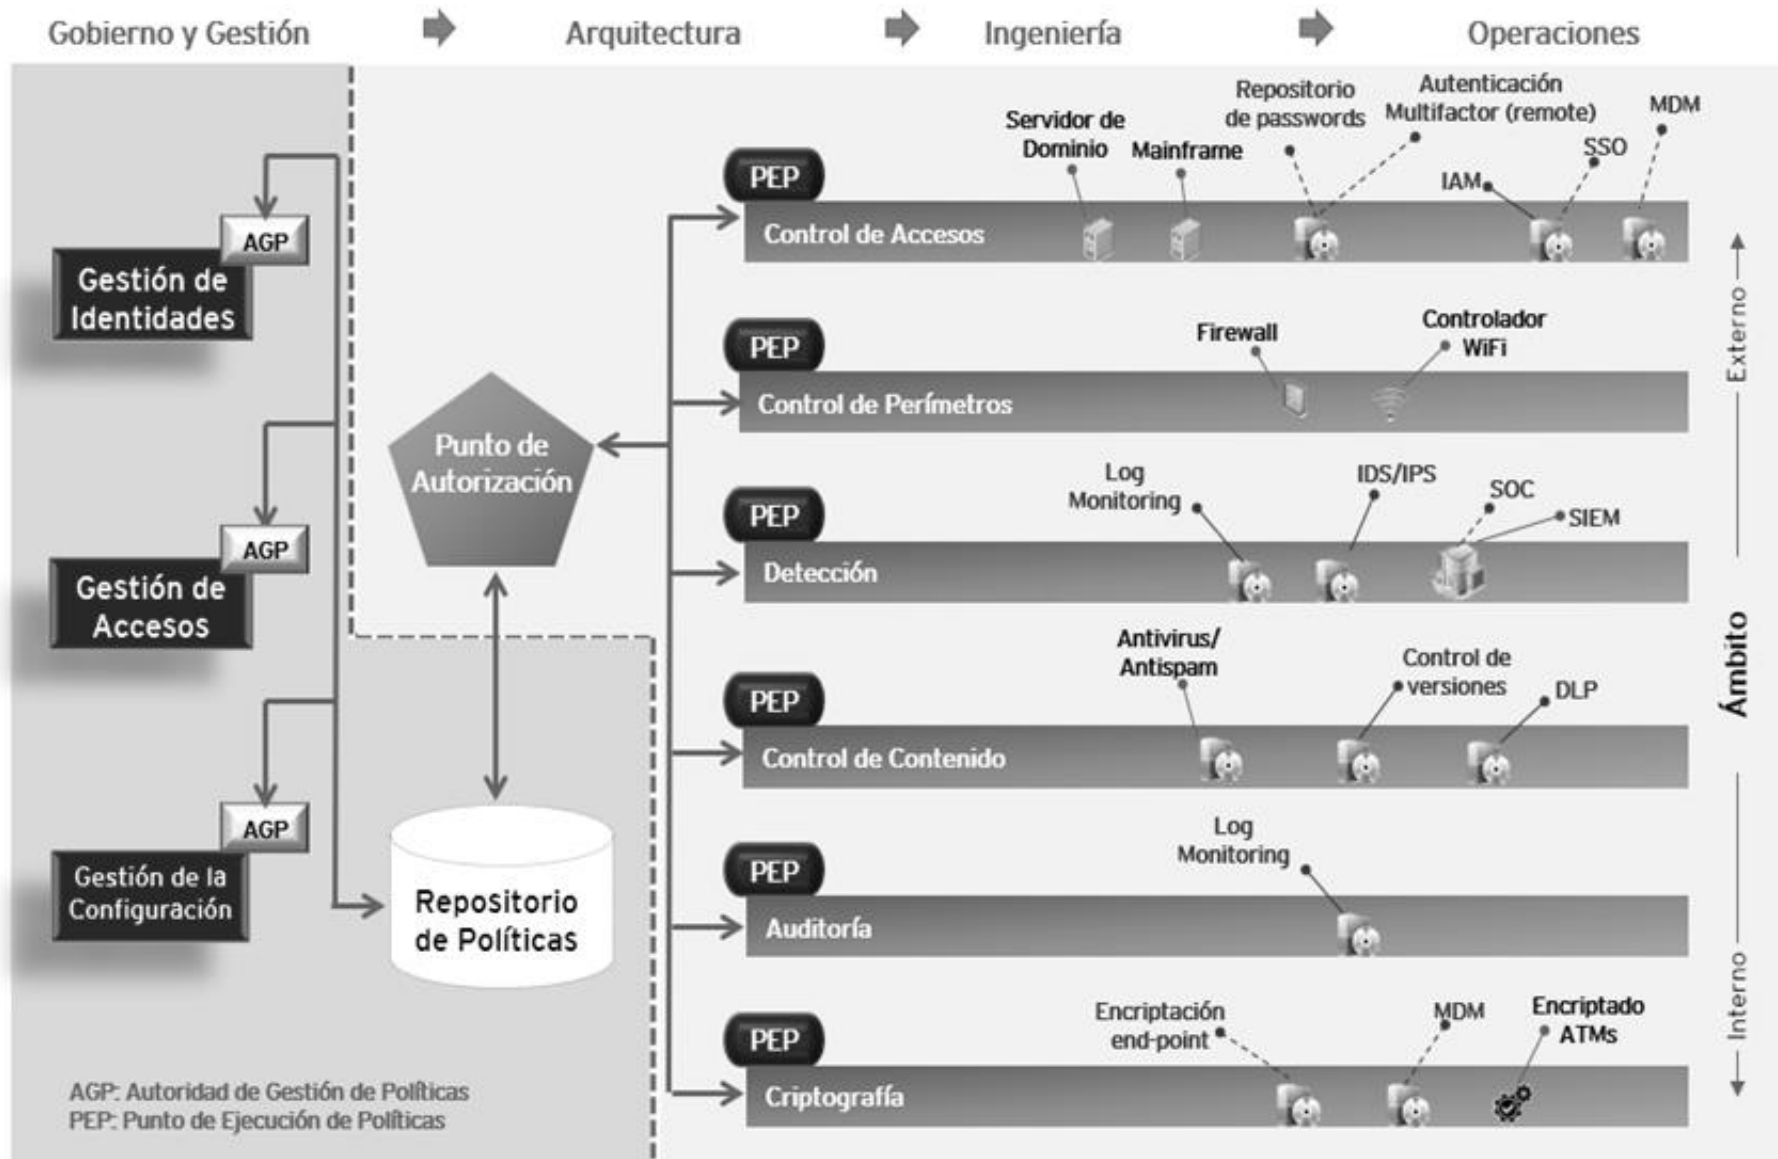 Gobierno y Gestión
Arquitectura
Ingeniería
Operaciones
AGP
Gestión de
Identidades
AGP
Gestión de
Accesos
AGP
Gestión de la
Configuración
AGP: Autoridad de Gestión de Políticas
PEP: Punto de Ejecución de Políticas
Punto de
Autorización
Repositorio
de Políticas
PEP
Control de Accesos
Servidor de
Dominio
Mainframe
Repositorio
de passwords
Autenticación
Multifactor (remote)
IAM
SSO
MDM
PEP
Control de Perímetros
Firewall
Controlador
WiFi
PEP
Detección
Log
Monitoring
IDS/IPS
SOC
SIEM
PEP
Control de Contenido
Antivirus/
Antispam
Control de
versiones
DLP
PEP
Auditoría
Log
Monitoring
PEP
Criptografía
Encriptación
end-point
MDM
Encriptado
ATMs
Externo
Ámbito
Interno